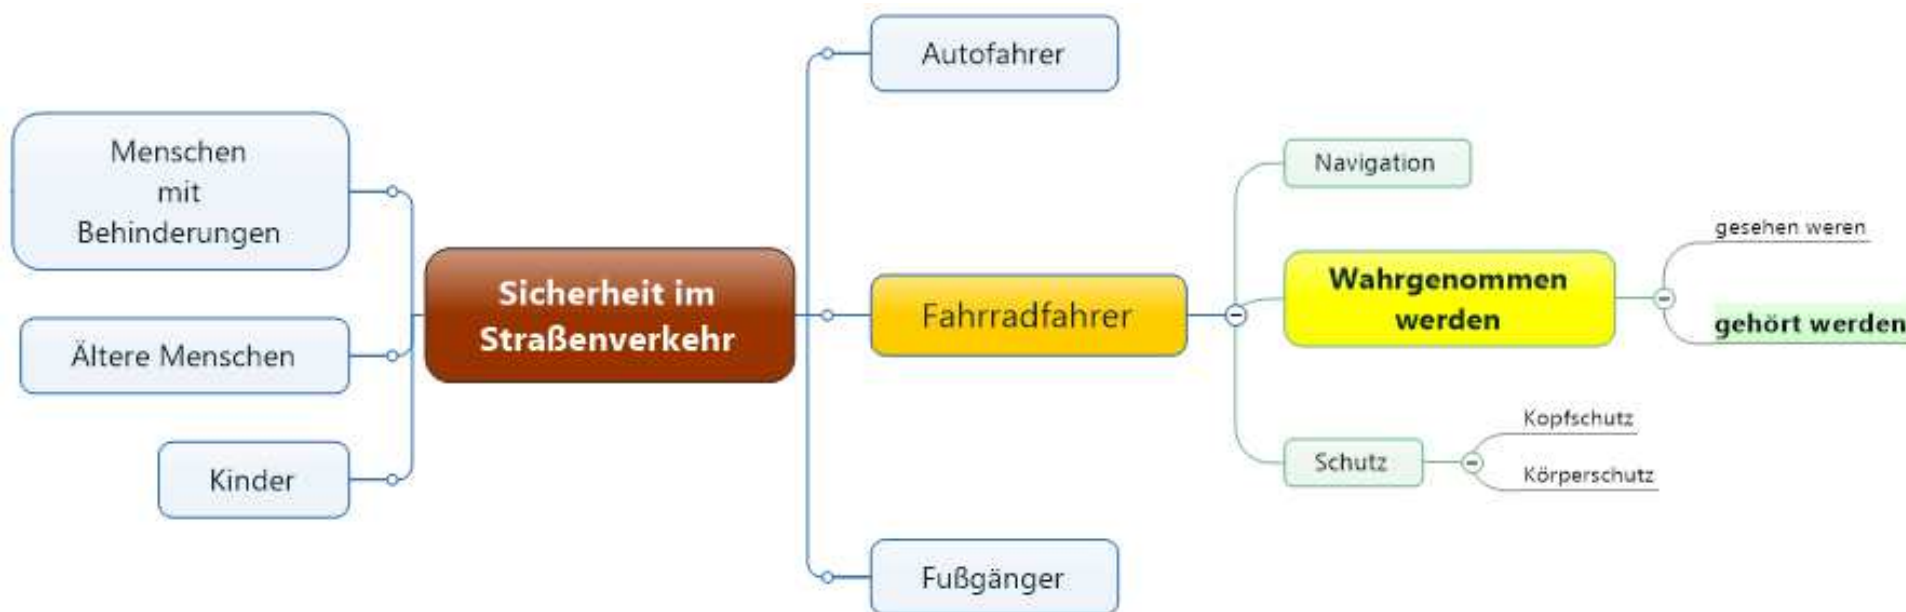 Menschen
mit
Behinderungen
Ältere Menschen
Kinder
Sicherheit im
Straßenverkehr
Autofahrer
Fahrradfahrer
Navigation
Wahrgenommen
werden
gesehen weren
gehört werden
Schutz
Kopfschutz
Körperschutz
Fußgänger